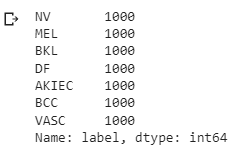 NV 1000
MEL 1000
BKL 1000
DF 1000
AKIEC 1000
BCC 1000
VASC 1000
Name: label, dtype: int64